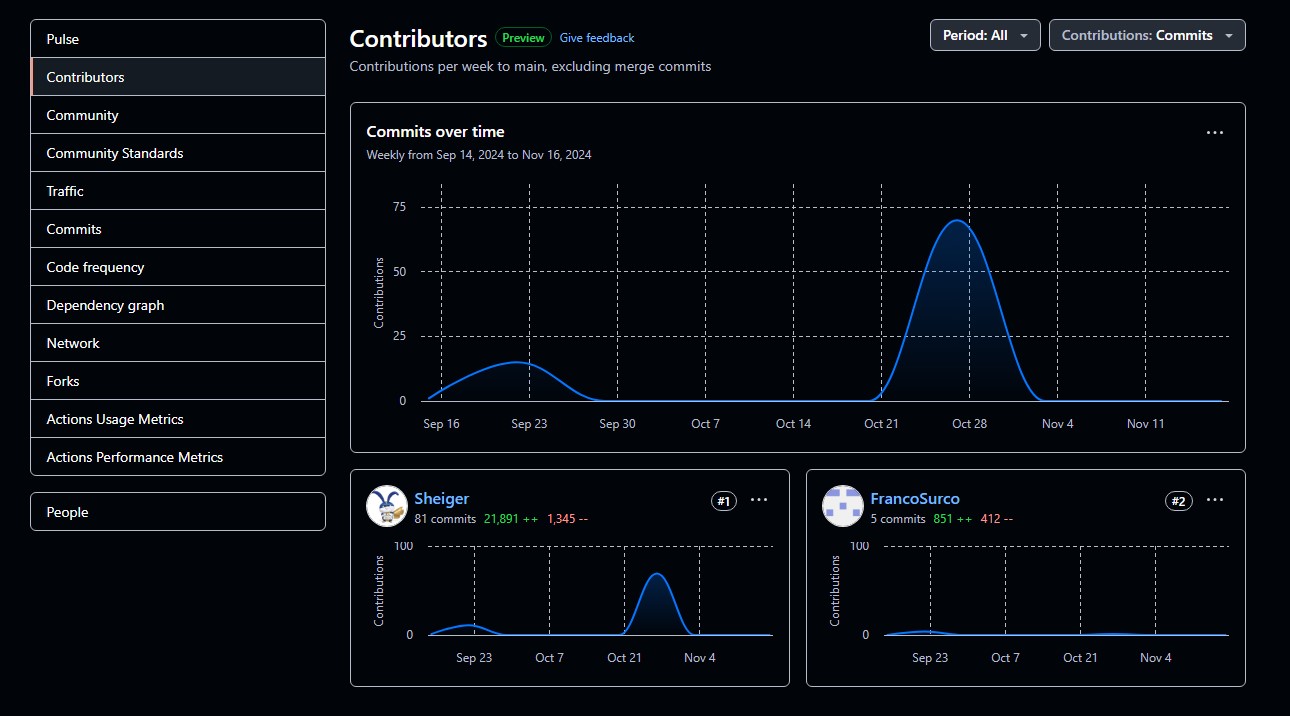 Pulse
Contributors
Community
Community Standards
Traffic
Commits
Code frequency
Dependency graph
Network
Forks
Actions Usage Metrics
Actions Performance Metrics
People
Contributors Preview Give feedback
Period: All
Contributions: Commits
Contributions per week to main, excluding merge commits
Commits over time
Weekly from Sep 14, 2024 to Nov 16, 2024
Contributions
75
50
25
0
Sep 16 Sep 23 Sep 30 Oct 7 Oct 14 Oct 21 Oct 28 Nov 4 Nov 11
Sheiger #1
81 commits 21,891 ++ 1,345 --
Contributions
100
0
Sep 23 Oct 7 Oct 21 Nov 4
FrancoSurco #2
5 commits 851 ++ 412 --
Contributions
100
0
Sep 23 Oct 7 Oct 21 Nov 4